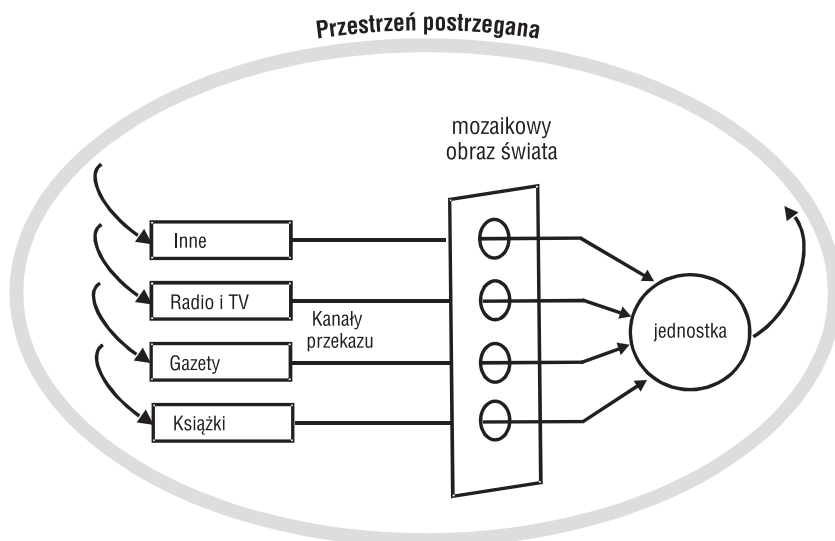 Przestrzeń postrzegana
mozaikowy
obraz świata
Inne
Radio i TV
Kanały
przekazu
Gazety
Książki
jednostka